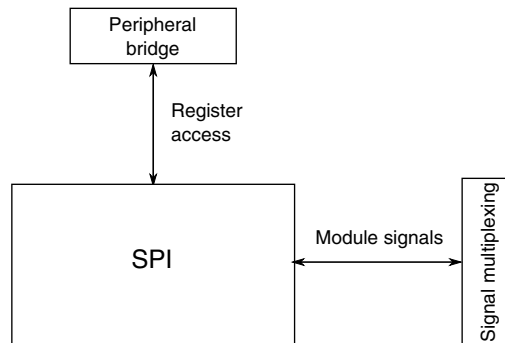 Peripheral
bridge
Register
access
SPI
Module signals
Signal multiplexing